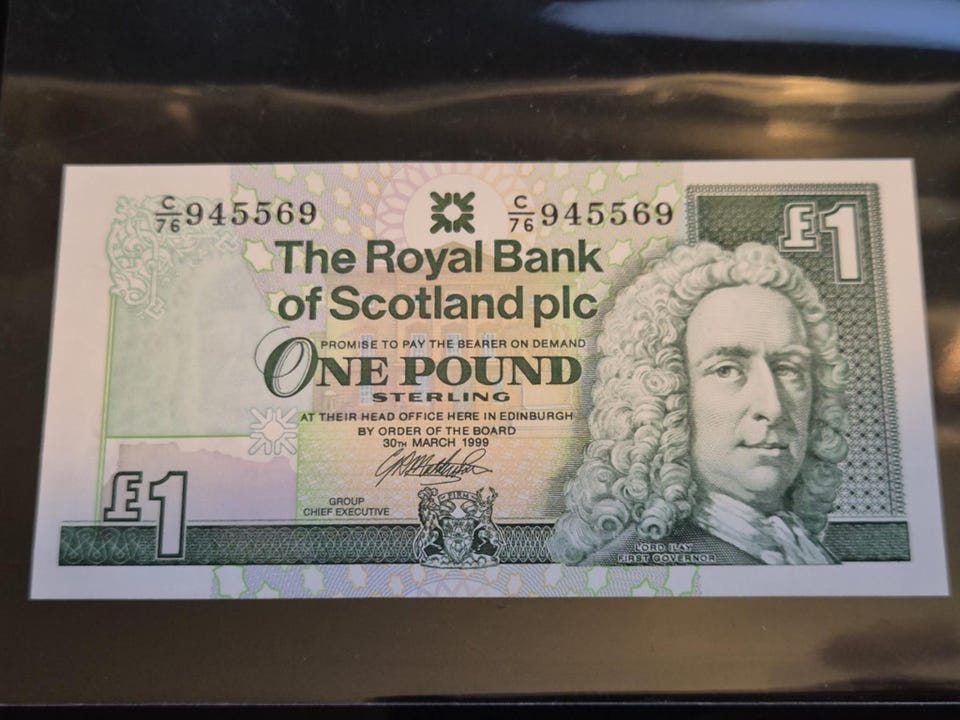 C/76 945569
C/76 945569
£1
The Royal Bank
of Scotland plc
PROMISE TO PAY THE BEARER ON DEMAND
ONE POUND
STERLING
AT THEIR HEAD OFFICE HERE IN EDINBURGH
BY ORDER OF THE BOARD
30TH MARCH 1999
GROUP
CHIEF EXECUTIVE
£1
FIRM
LORD ILAY
FIRST GOVERNOR